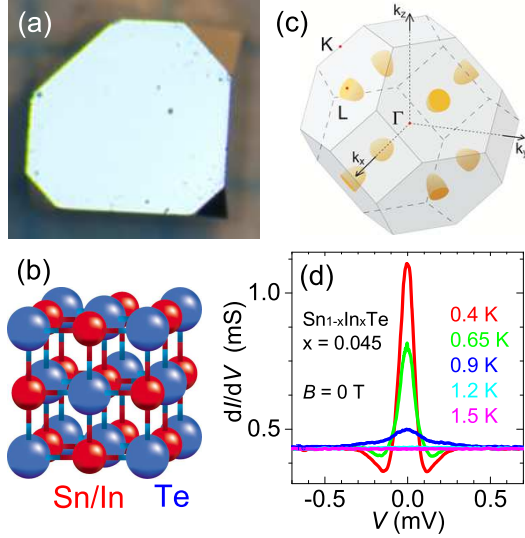 (a)
(c)
k_z
K
L
Γ
k_x
k
(b)
Sn/In
Te
(d)
dI/dV (mS)
1.0
0.5
Sn1-xInxTe
x = 0.045
B = 0 T
0.4 K
0.65 K
0.9 K
1.2 K
1.5 K
-0.5
0.0
0.5
V (mV)